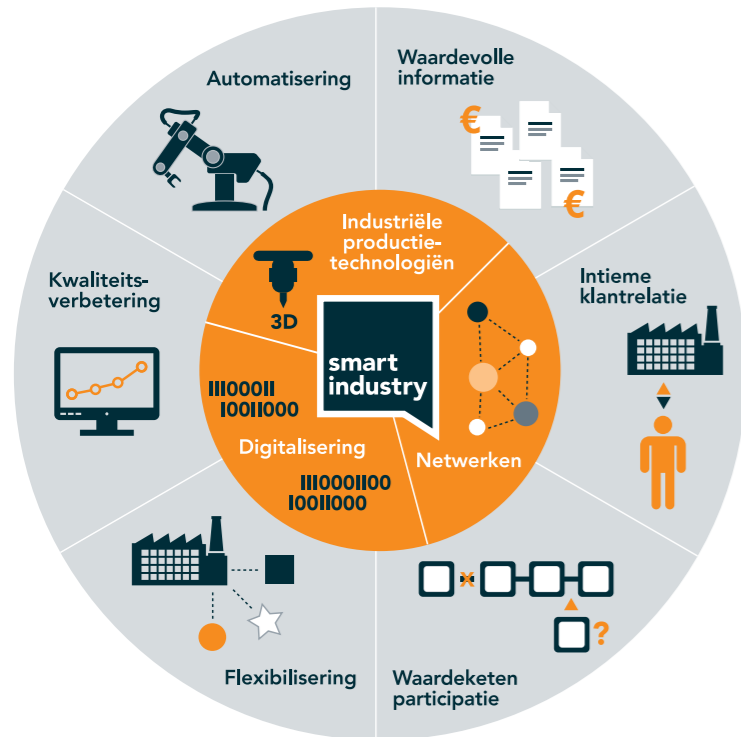 Automatisering
Waardevolle
informatie
€
€
Industriële
productie-
technologiën
3D
Kwaliteits-
verbetering
Intieme
klantrelatie
smart
industry
IIIOOOII
IOOIIOOO
Digitalisering
Netwerken
IIIOOOIIOO
IOOIIOOO
x
?
Flexibilisering
Waardeketen
participatie